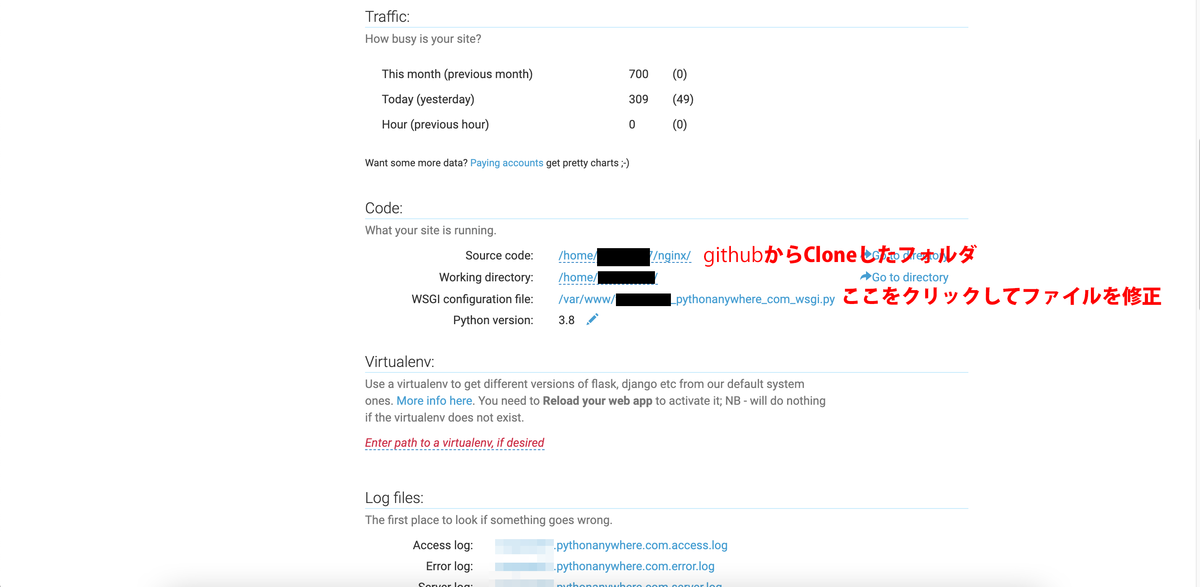 Traffic:
How busy is your site?
This month (previous month) 700 (0)
Today (yesterday) 309 (49)
Hour (previous hour) 0 (0)
Want some more data? Paying accounts get pretty charts ;-)
Code:
What your site is running.
Source code: /home/ 7/nginx/ githubからCloneしたフォルダ Go to directory
Working directory: /home/ / Go to directory
WSGI configuration file: /var/www/ _pythonanywhere_com_wsgi.py ここをクリックしてファイルを修正
Python version: 3.8
Virtualenv:
Use a virtualenv to get different versions of flask, django etc from our default system
ones. More info here. You need to Reload your web app to activate it; NB - will do nothing
if the virtualenv does not exist.
Enter path to a virtualenv, if desired
Log files:
The first place to look if something goes wrong.
Access log: .pythonanywhere.com.access.log
Error log: .pythonanywhere.com.error.log
Server log: .pythonanywhere.com.server.log